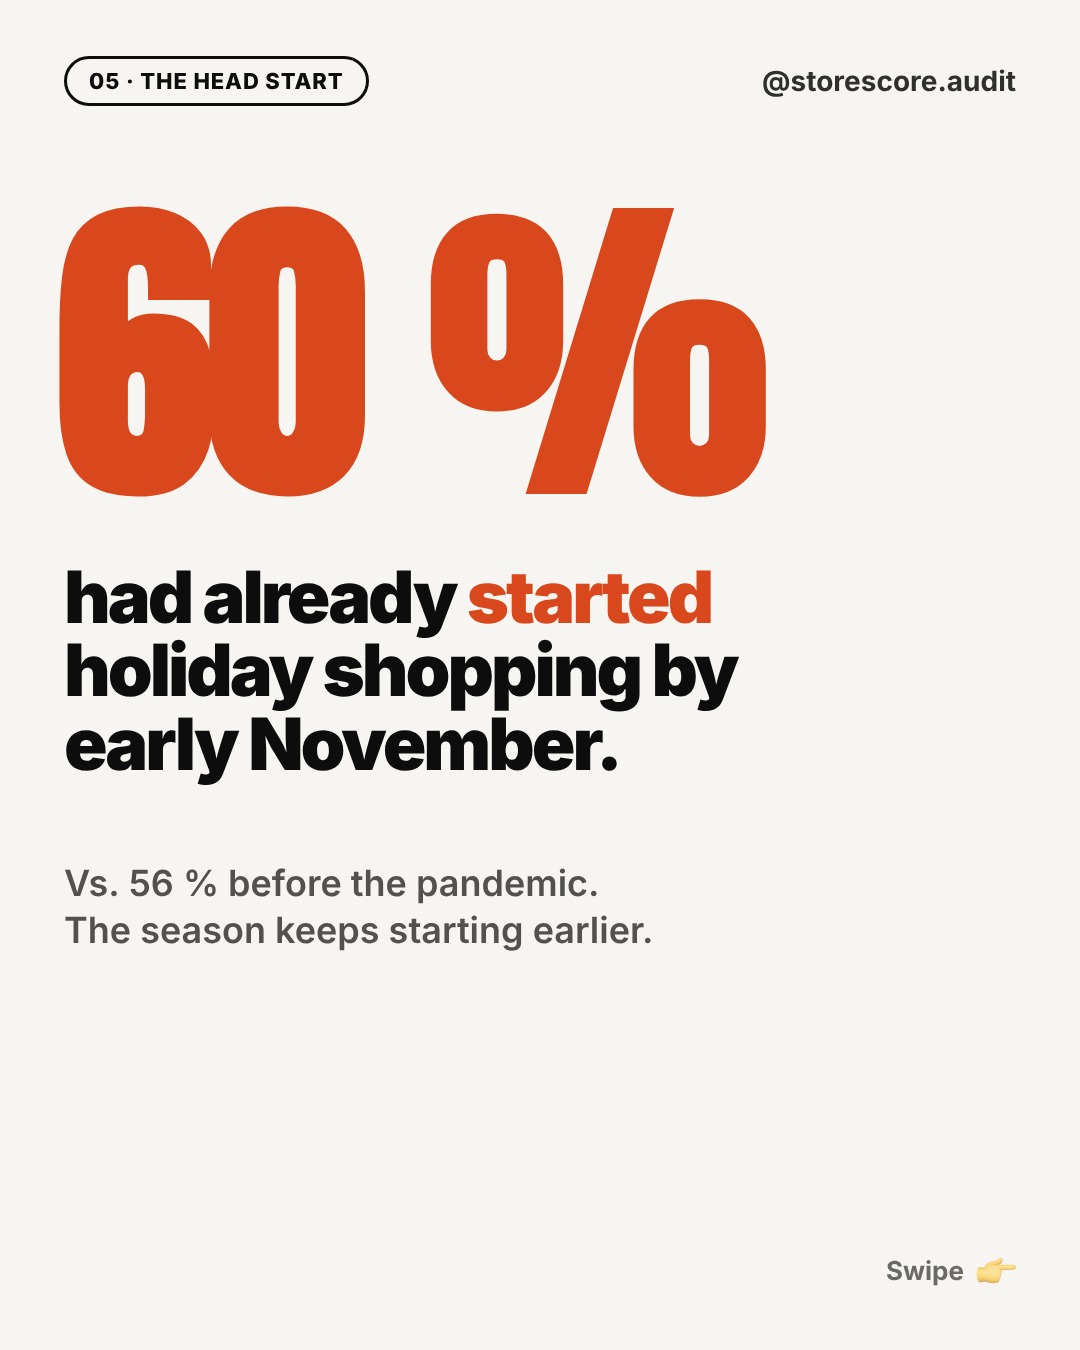 05 · THE HEAD START
@storescore.audit
60 %
had already started
holiday shopping by
early November.
Vs. 56 % before the pandemic.
The season keeps starting earlier.
Swipe 👉